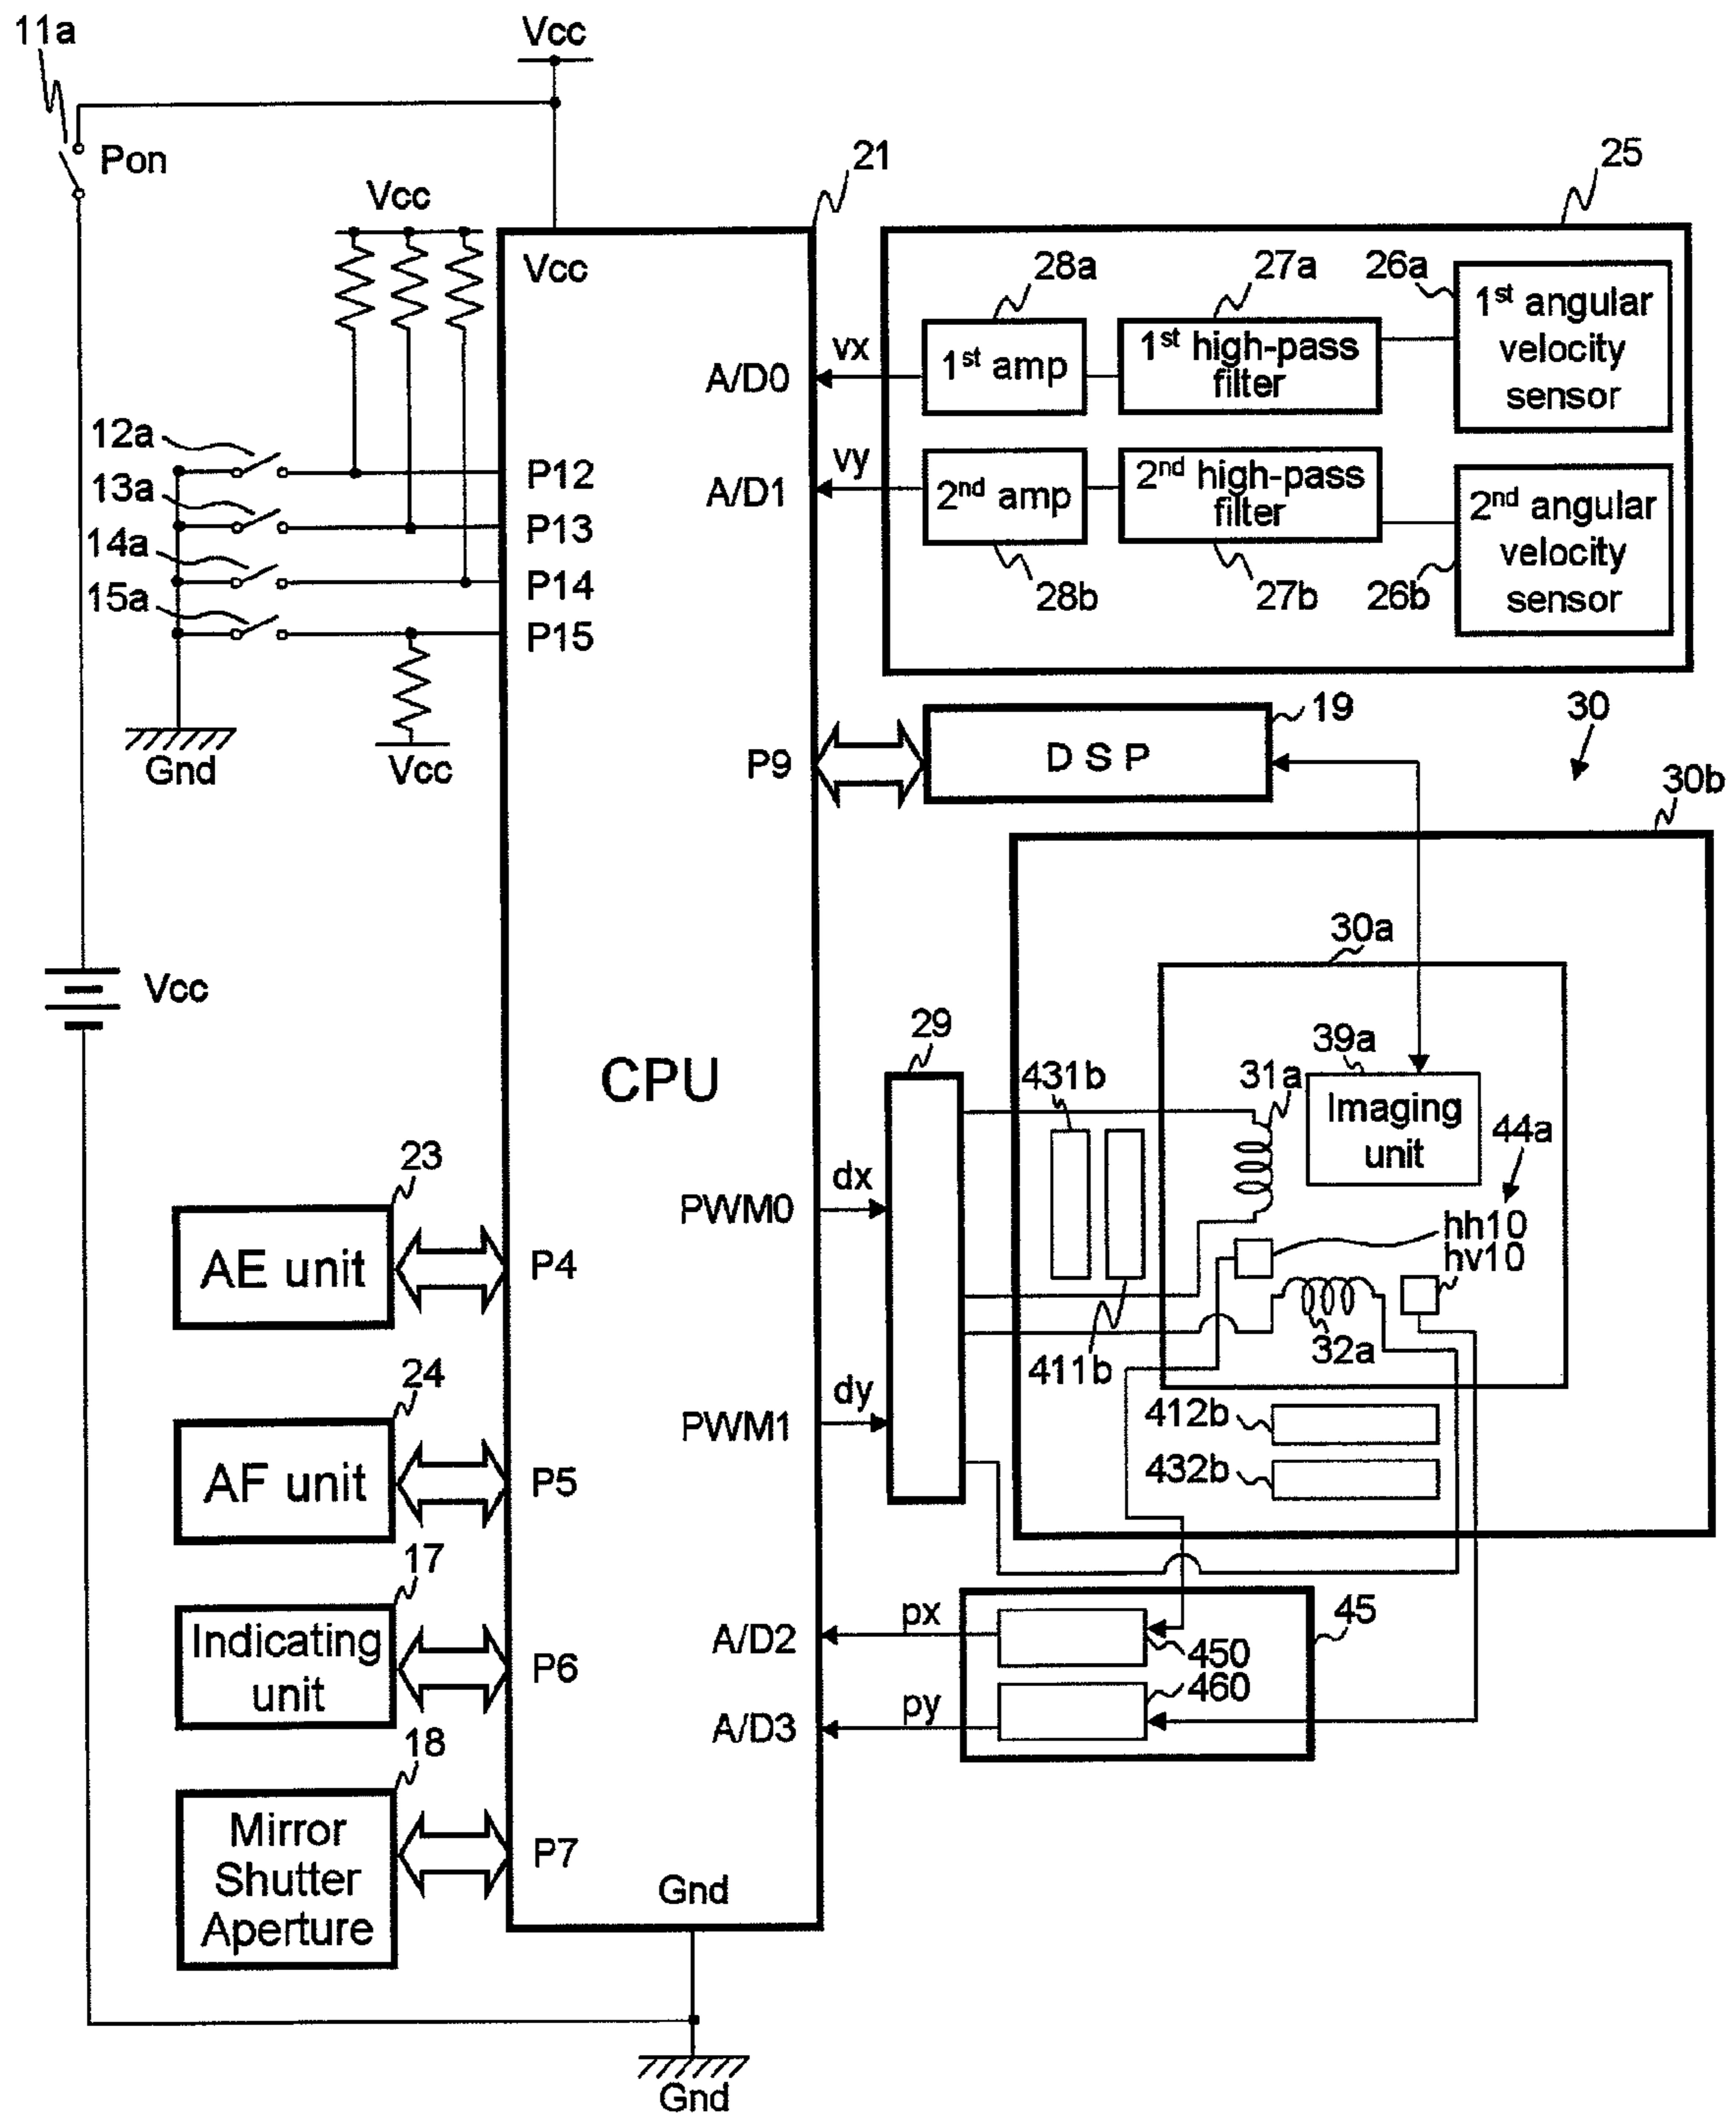 11a
Vcc
Pon
21
25
Vcc
Vcc
28a
27a
26a
1st angular
velocity
sensor
vx
1st amp
1st high-pass
filter
A/D0
12a
P12
vy
2nd amp
2nd high-pass
filter
2nd angular
velocity
sensor
A/D1
13a
P13
14a
P14
28b
27b
26b
15a
P15
19
30
Gnd
Vcc
P9
D S P
30b
30a
Vcc
29
39a
CPU
431b
31a
Imaging
unit
44a
23
AE unit
P4
PWM0
dx
hh10
hv10
411b
32a
24
AF unit
P5
PWM1
dy
412b
432b
17
Indicating
unit
P6
A/D2
px
450
45
460
A/D3
py
18
Mirror
Shutter
Aperture
P7
Gnd
Gnd